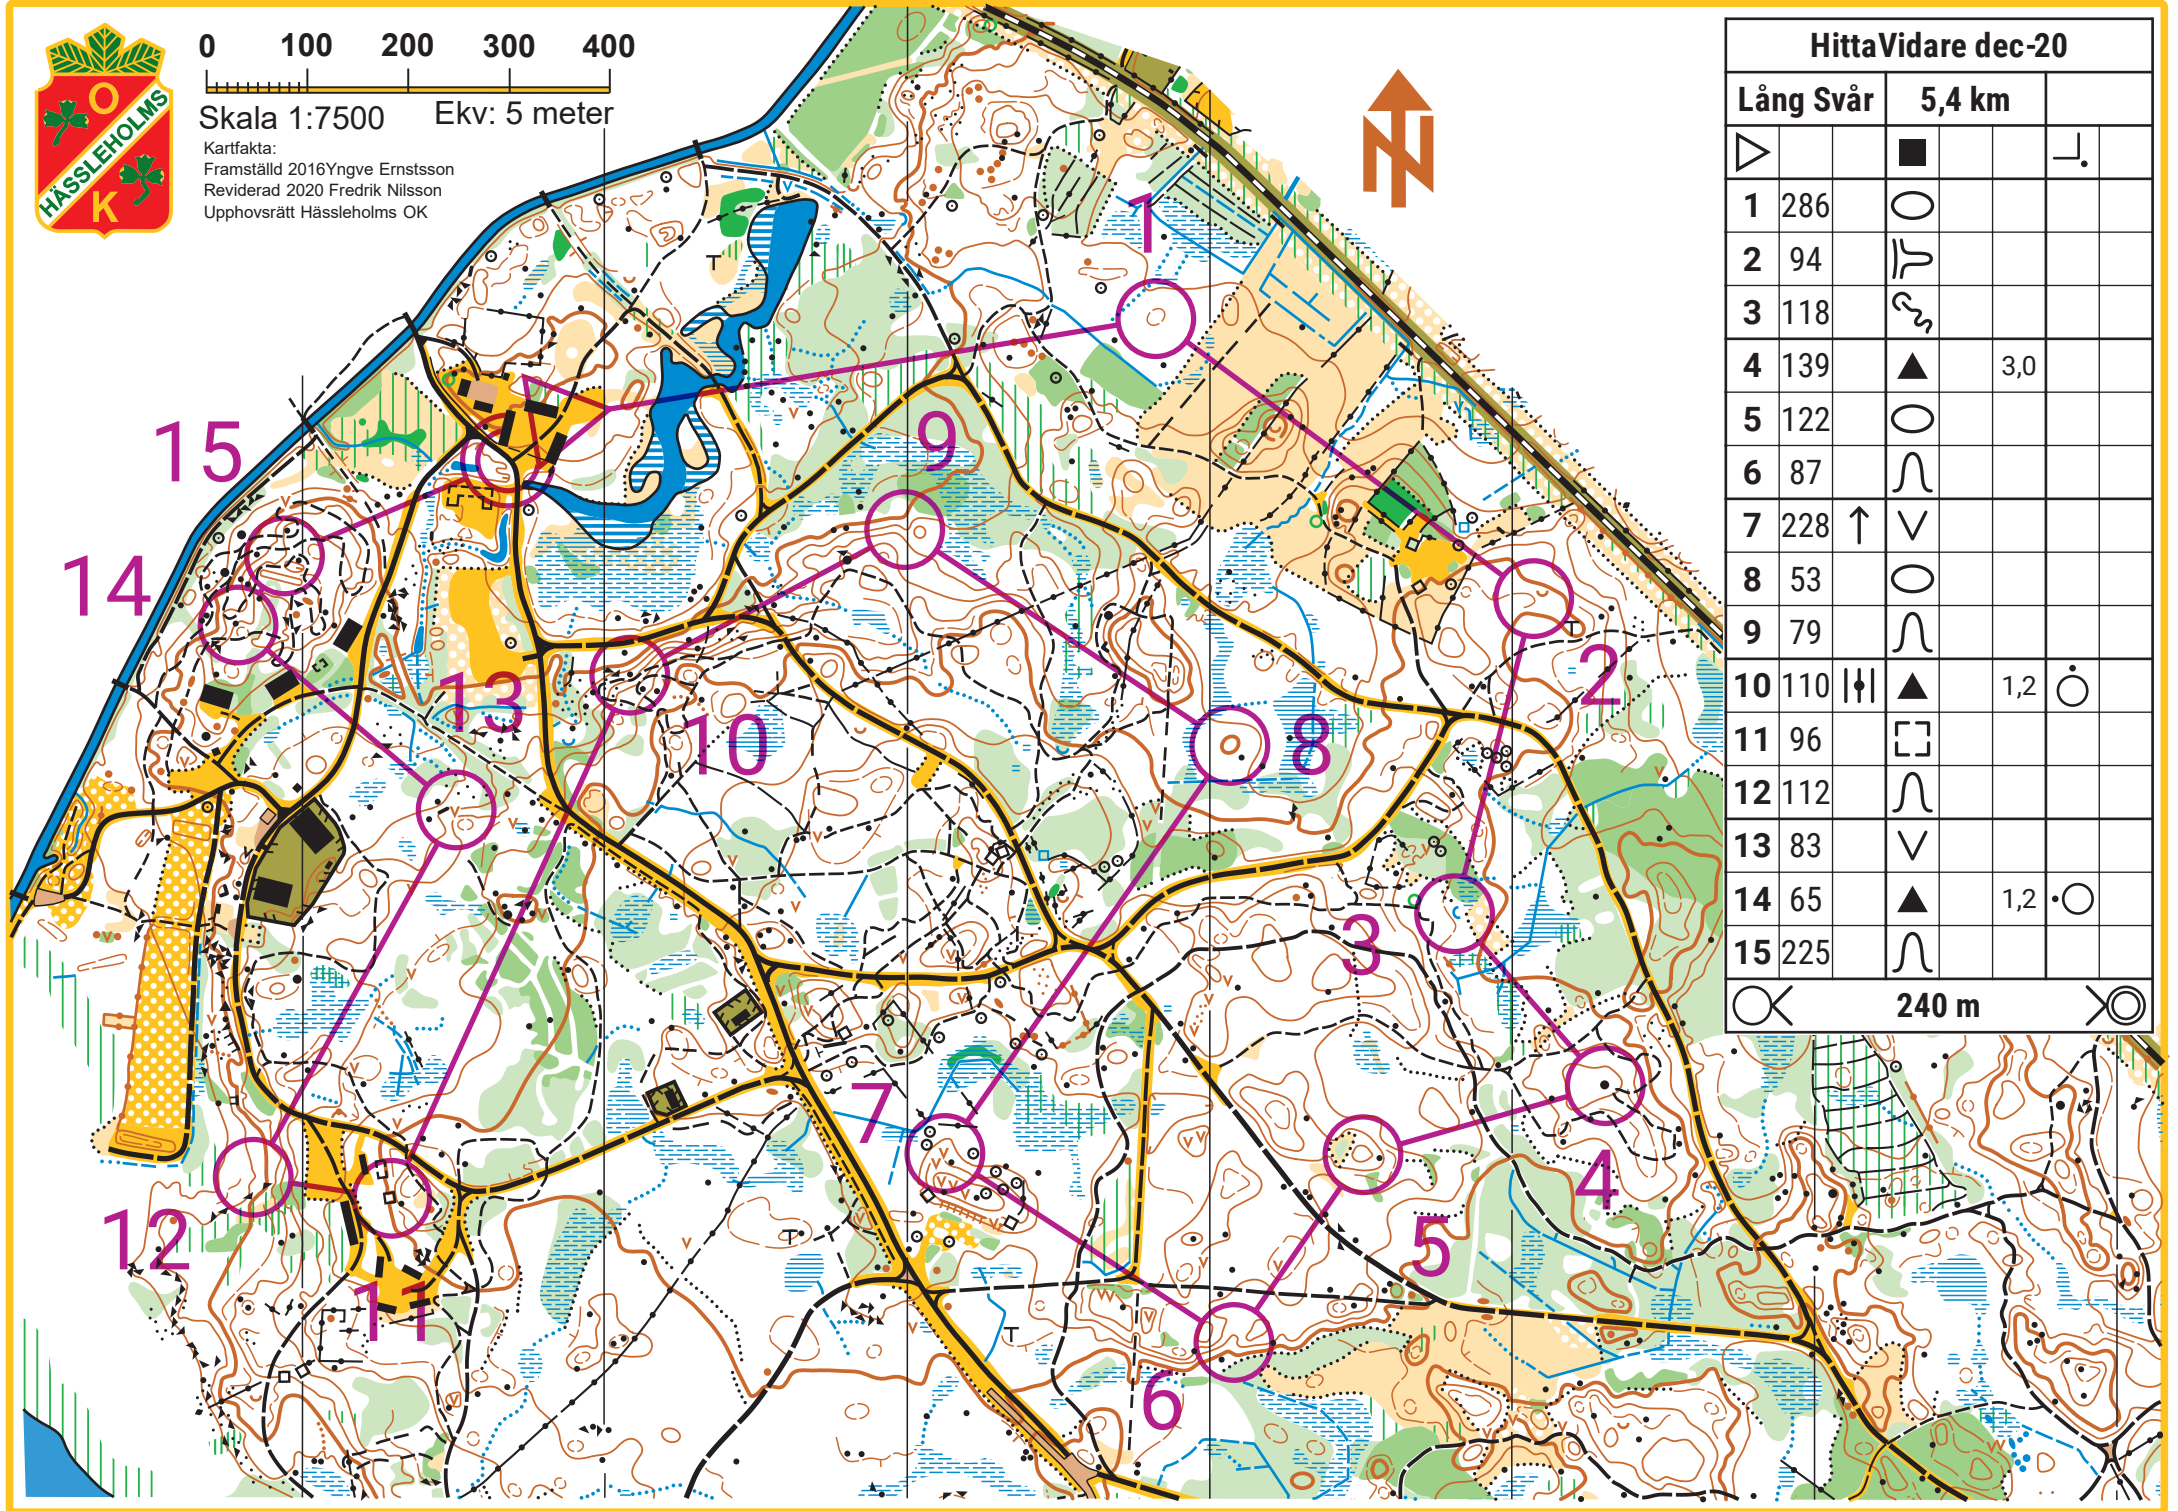 HÄSSLEHOLMS
O
K
0 100 200 300 400
Skala 1:7500 Ekv: 5 meter
Kartfakta:
Framställd 2016Yngve Ernstsson
Reviderad 2020 Fredrik Nilsson
Upphovsrätt Hässleholms OK
N
HittaVidare dec-20
Lång Svår 5,4 km
1 286
2 94
3 118
4 139 3,0
5 122
6 87
7 228
8 53
9 79
10 110 1,2
11 96
12 112
13 83
14 65 1,2
15 225
240 m
1
15
9
14
2
13
10
8
3
7
4
12
5
11
6